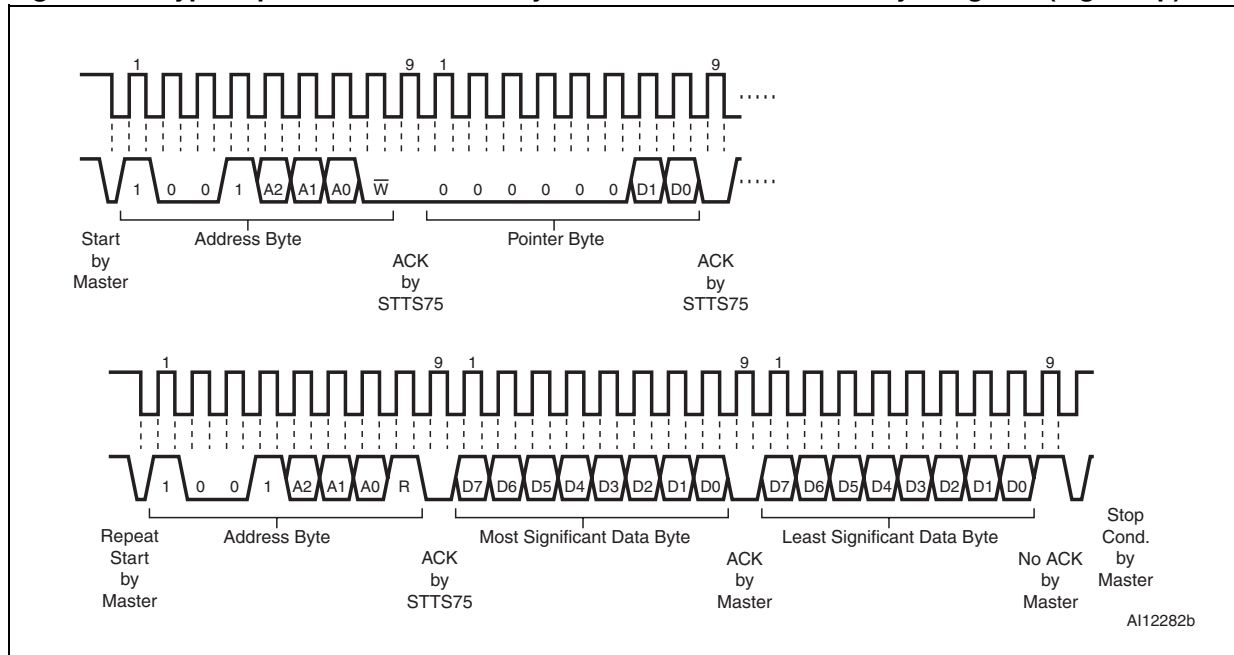 1 9 1 9
1 0 0 1 A2 A1 A0 W̅ 0 0 0 0 0 0 D1 D0
Start
by
Master
Address Byte
Pointer Byte
ACK
by
STTS75
ACK
by
STTS75
1 9 1 9 1 9
1 0 0 1 A2 A1 A0 R D7 D6 D5 D4 D3 D2 D1 D0 D7 D6 D5 D4 D3 D2 D1 D0
Repeat
Start
by
Master
Address Byte
ACK
by
STTS75
Most Significant Data Byte
ACK
by
Master
Least Significant Data Byte
No ACK
by
Master
Stop
Cond.
by
Master
AI12282b